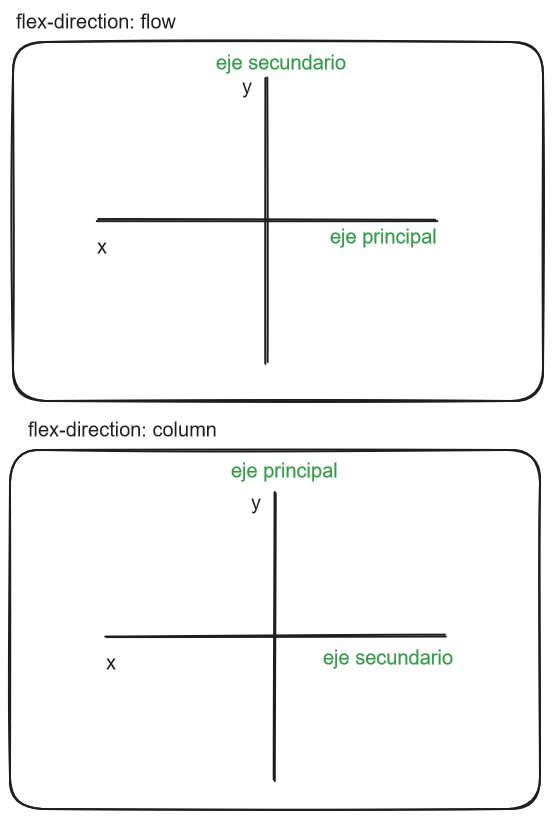 flex-direction: flow
eje secundario
y
x
eje principal
flex-direction: column
eje principal
y
x
eje secundario